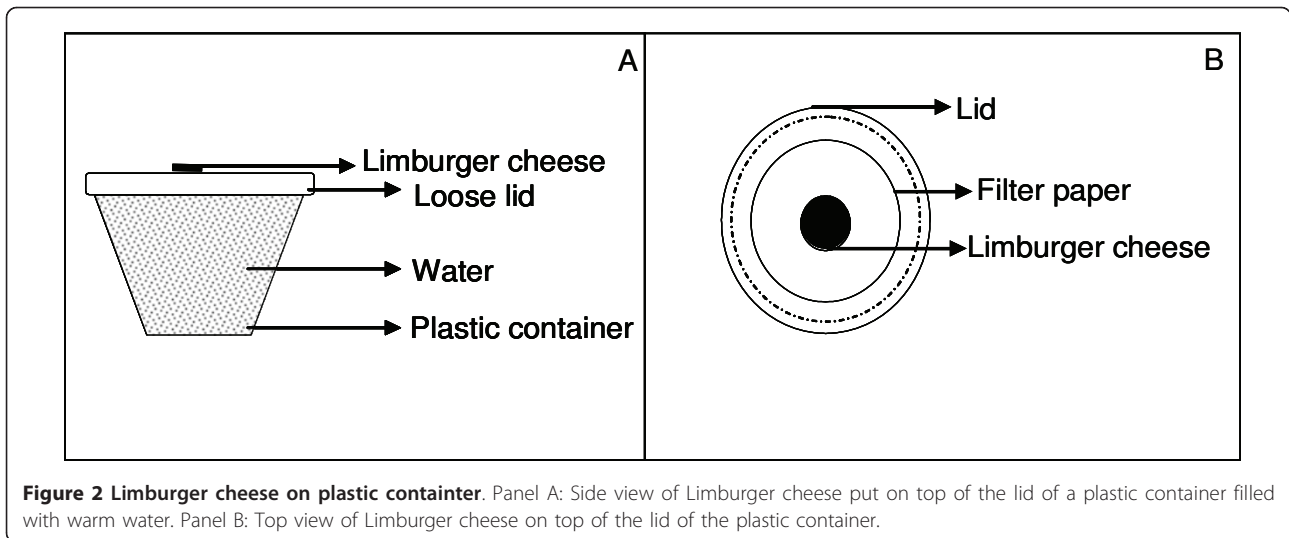 A
Limburger cheese
Loose lid
Water
Plastic container
B
Lid
Filter paper
Limburger cheese
Figure 2 Limburger cheese on plastic containter. Panel A: Side view of Limburger cheese put on top of the lid of a plastic container filled
with warm water. Panel B: Top view of Limburger cheese on top of the lid of the plastic container.